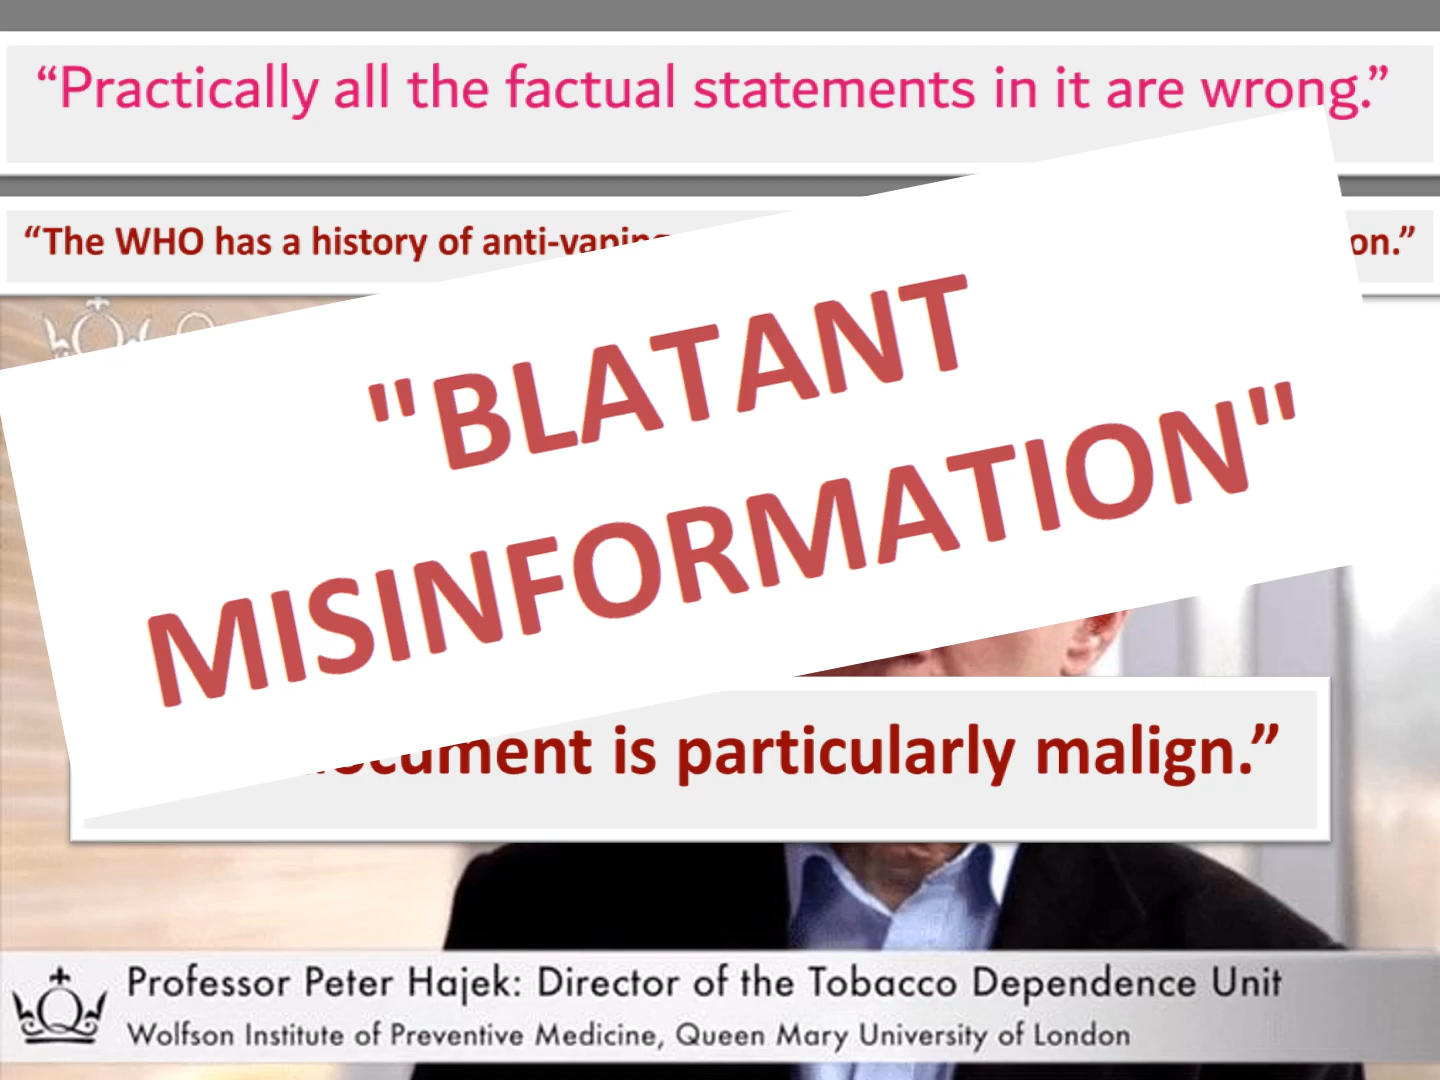 “Practically all the factual statements in it are wrong.”
“The WHO has a history of anti-vaping on.”
"BLATANT
MISINFORMATION"
document is particularly malign.”
Professor Peter Hajek: Director of the Tobacco Dependence Unit
Wolfson Institute of Preventive Medicine, Queen Mary University of London